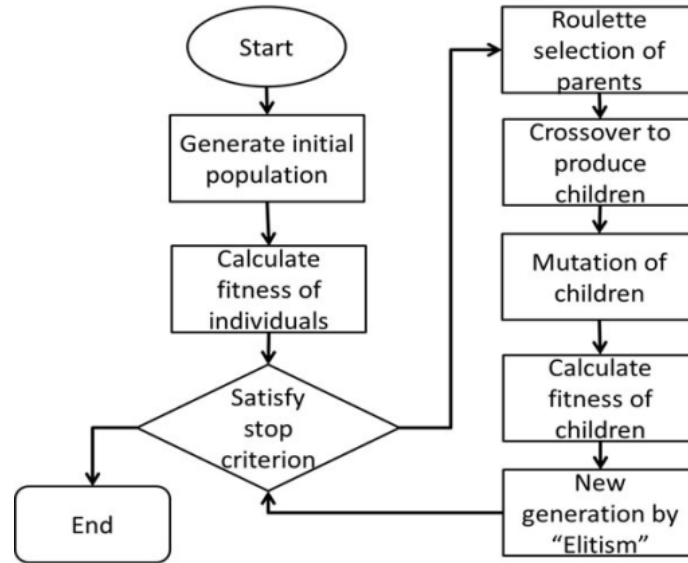 Start
Generate initial
population
Calculate
fitness of
individuals
Satisfy
stop
criterion
End
Roulette
selection of
parents
Crossover to
produce
children
Mutation of
children
Calculate
fitness of
children
New
generation by
“Elitism”